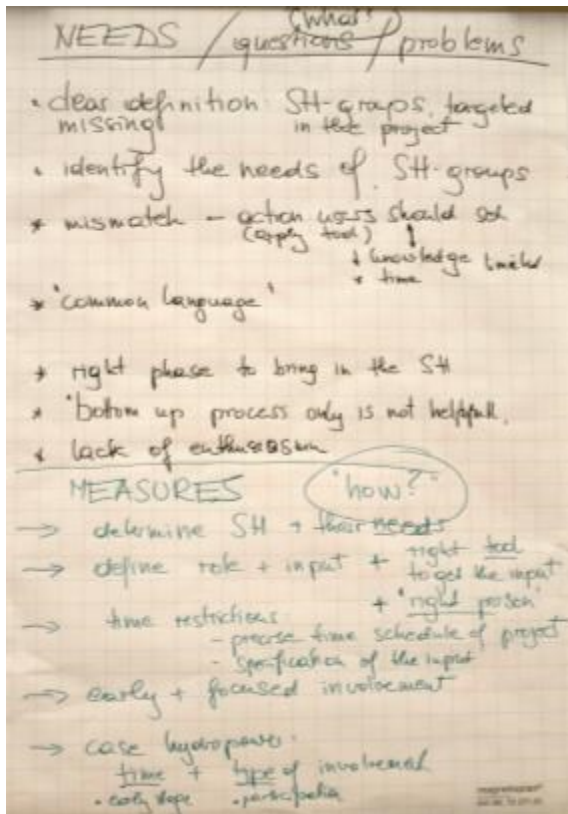 (what?)
NEEDS / questions / problems
• clear definition SH-groups, targeted
missing in the project
• identify the needs of SH-groups
* mismatch – action users should
(apply tool)
knowledge
* time
* "common language"
* right phase to bring in the SH
* "bottom up process only is not helpfull.
* lack of enthusiasm
MEASURES "how?"
→ determine SH + their needs
→ define role + input + right tool
to get the input
+ "right person"
→ time restrictions:
- precise time schedule of project
- specification of the input
→ early + focused involvement
→ case hydropower:
time + type of involvement
• early stage • participation